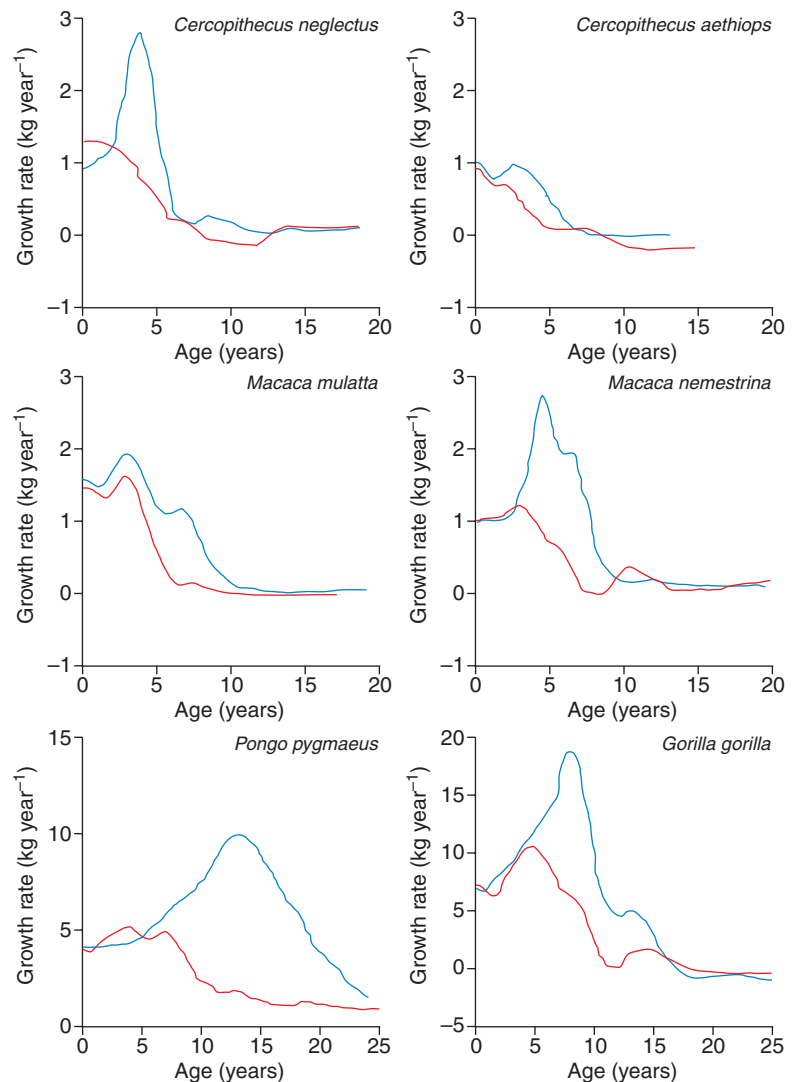 Cercopithecus neglectus
Growth rate (kg year⁻¹)
3
2
1
0
−1
0 5 10 15 20
Age (years)
Cercopithecus aethiops
Growth rate (kg year⁻¹)
3
2
1
0
−1
0 5 10 15 20
Age (years)
Macaca mulatta
Growth rate (kg year⁻¹)
3
2
1
0
−1
0 5 10 15 20
Age (years)
Macaca nemestrina
Growth rate (kg year⁻¹)
3
2
1
0
−1
0 5 10 15 20
Age (years)
Pongo pygmaeus
Growth rate (kg year⁻¹)
15
10
5
0
0 5 10 15 20 25
Age (years)
Gorilla gorilla
Growth rate (kg year⁻¹)
20
15
10
5
0
−5
0 5 10 15 20 25
Age (years)